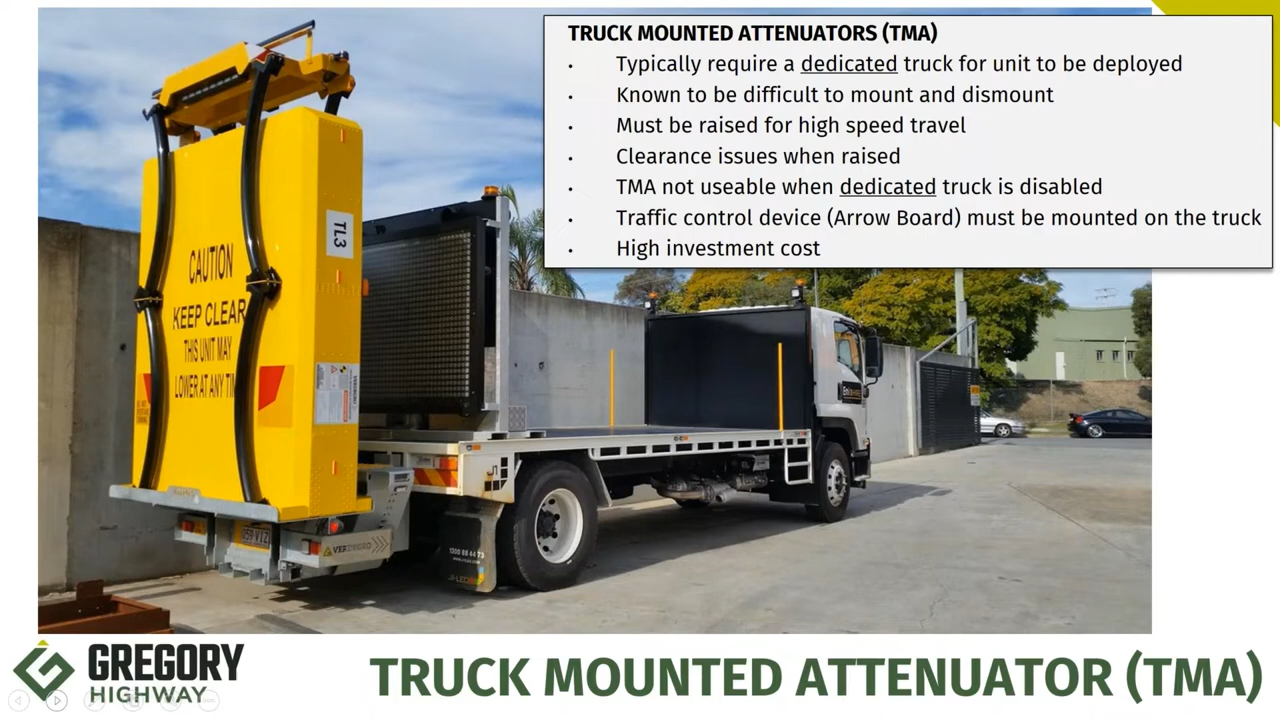 TRUCK MOUNTED ATTENUATORS (TMA)
• Typically require a dedicated truck for unit to be deployed
• Known to be difficult to mount and dismount
• Must be raised for high speed travel
• Clearance issues when raised
• TMA not useable when dedicated truck is disabled
• Traffic control device (Arrow Board) must be mounted on the truck
• High investment cost
TL3
CAUTION
KEEP CLEAR
THIS UNIT MAY
LOWER AT ANY
VERDEGRO
GREGORY
HIGHWAY
TRUCK MOUNTED ATTENUATOR (TMA)